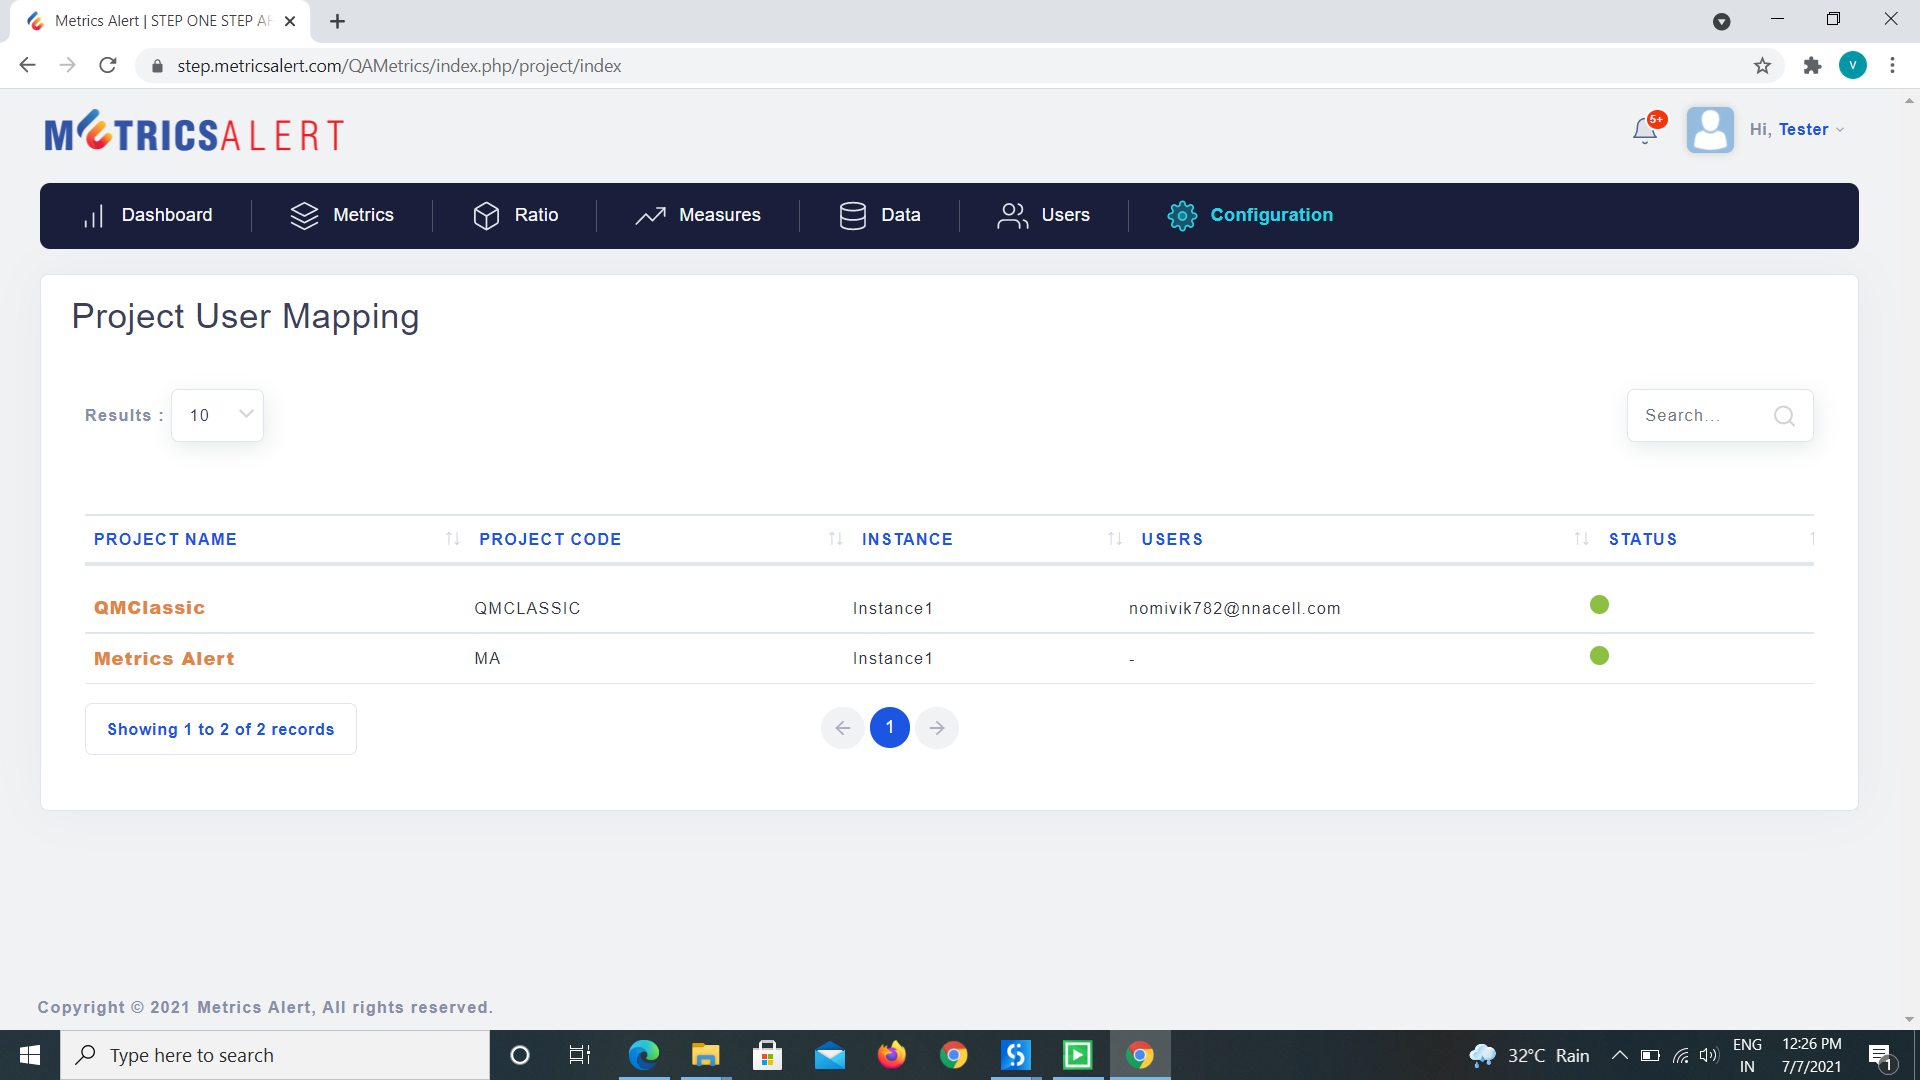 Metrics Alert | STEP ONE STEP AH
step.metricsalert.com/QAMetrics/index.php/project/index
V
METRICSALERT
5+
Hi, Tester
Dashboard
Metrics
Ratio
Measures
Data
Users
Configuration
Project User Mapping
Results :
10
Search...
PROJECT NAME
PROJECT CODE
INSTANCE
USERS
STATUS
QMClassic
QMCLASSIC
Instance1
nomivik782@nnacell.com
Metrics Alert
MA
Instance1
-
Showing 1 to 2 of 2 records
1
Copyright © 2021 Metrics Alert, All rights reserved.
Type here to search
32°C Rain
ENG
IN
12:26 PM
7/7/2021
1